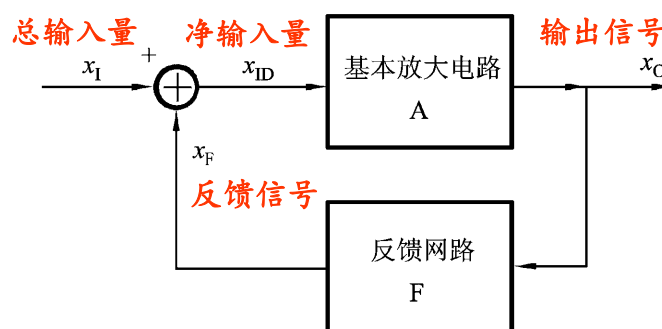 总输入量
净输入量
输出信号
+
x_I
x_ID
基本放大电路
A
x_O
x_F
反馈信号
反馈网路
F